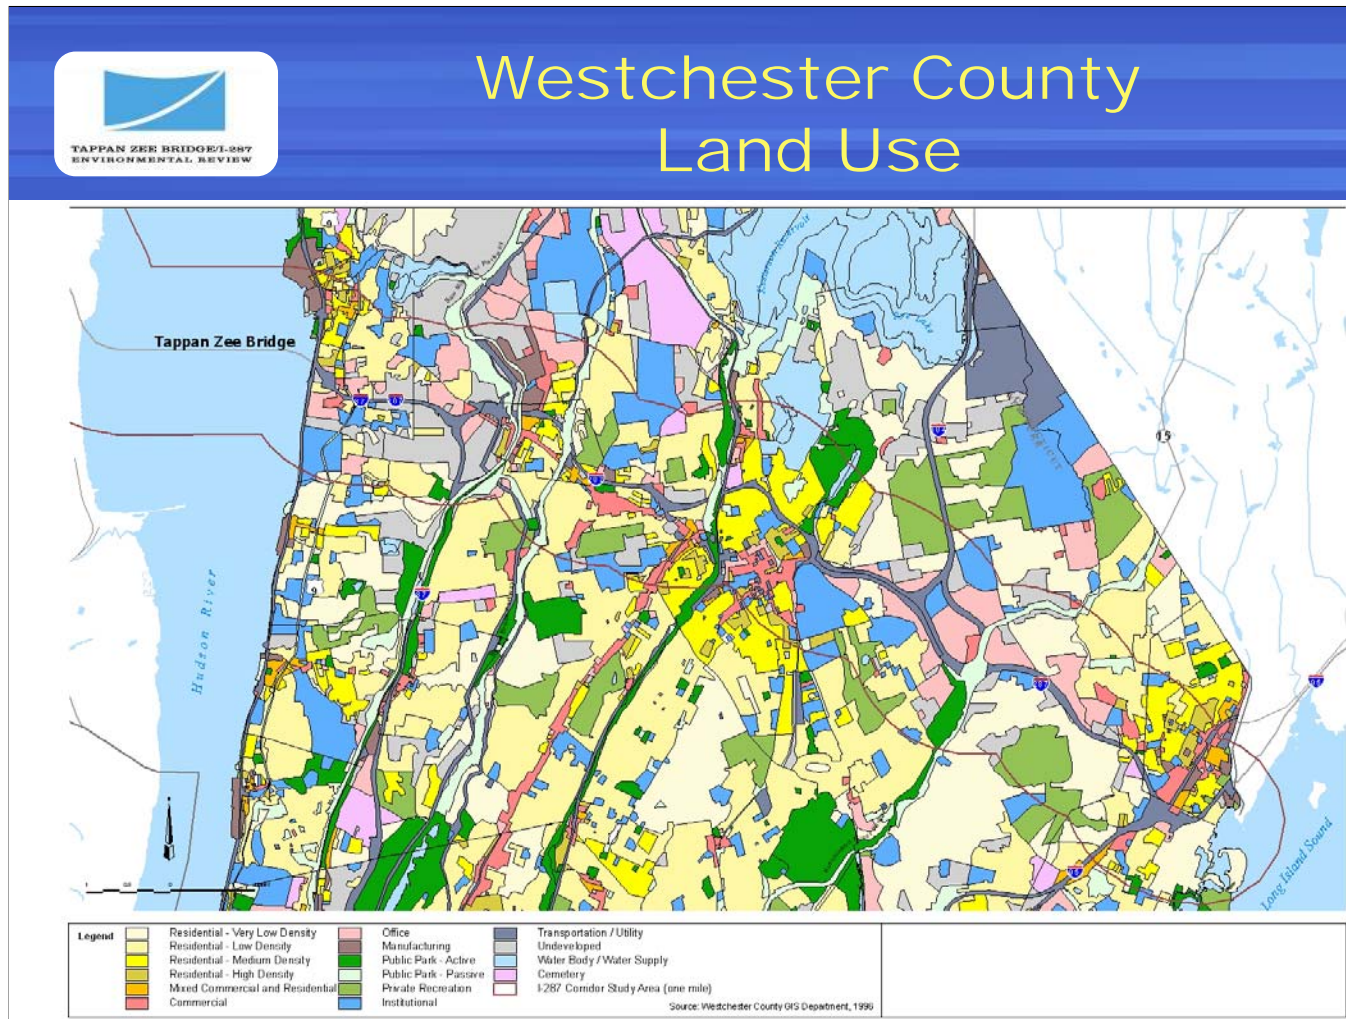 Westchester County
Land Use
TAPPAN ZEE BRIDGE/I-287
ENVIRONMENTAL REVIEW
Tappan Zee Bridge
Hudson River
Long Island Sound
Legend
Residential - Very Low Density
Residential - Low Density
Residential - Medium Density
Residential - High Density
Mixed Commercial and Residential
Commercial
Office
Manufacturing
Public Park - Active
Public Park - Passive
Private Recreation
Institutional
Transportation / Utility
Undeveloped
Water Body / Water Supply
Cemetery
I-287 Corridor Study Area (one mile)
Source: Westchester County GIS Department, 1996